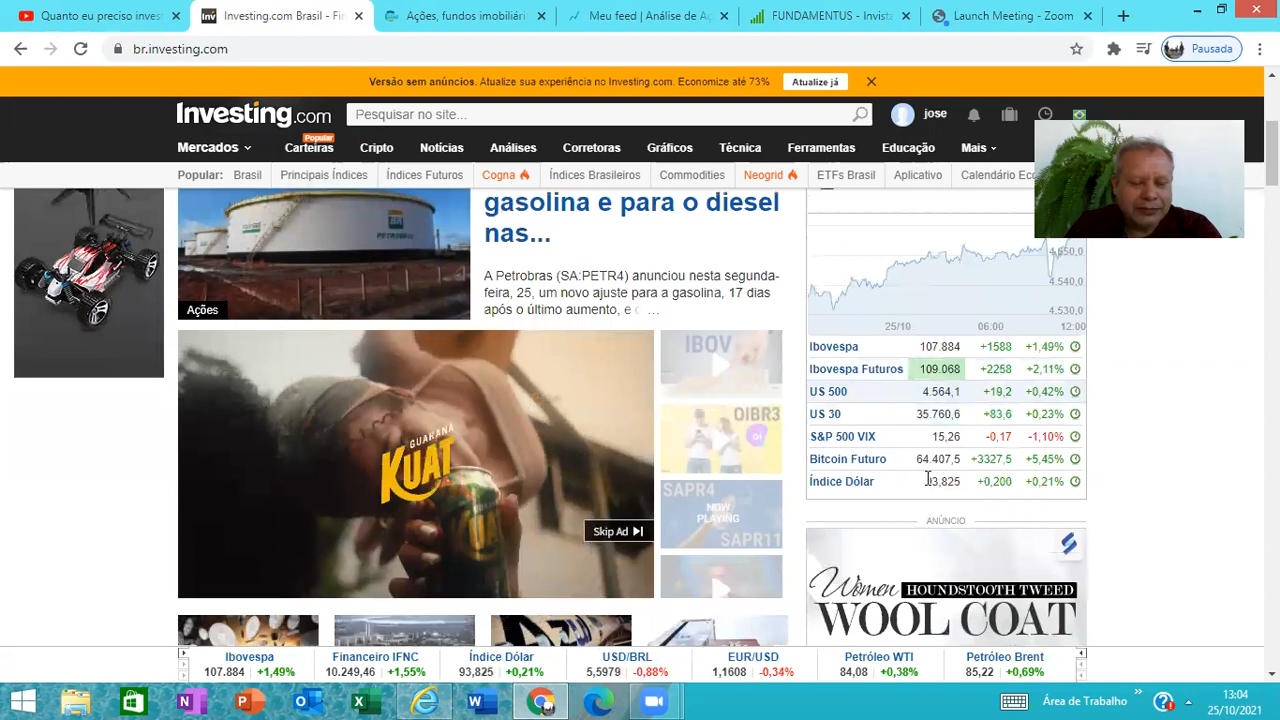 Quanto eu preciso invest
Investing.com Brasil - Fin
Ações, fundos imobiliári
Meu feed | Análise de Aç
FUNDAMENTUS - Invista
Launch Meeting - Zoom
br.investing.com
Pausada
Versão sem anúncios. Atualize sua experiência no Investing.com. Economize até 73%
Atualize já
Investing.com
Pesquisar no site...
jose
Popular
Mercados
Carteiras
Cripto
Notícias
Análises
Corretoras
Gráficos
Técnica
Ferramentas
Educação
Mais
Popular:
Brasil
Principais Índices
Índices Futuros
Cogna
Índices Brasileiros
Commodities
Neogrid
ETFs Brasil
Aplicativo
Calendário Eco
gasolina e para o diesel
nas...
A Petrobras (SA:PETR4) anunciou nesta segunda-
feira, 25, um novo ajuste para a gasolina, 17 dias
após o último aumento, e
Ações
BR
GUARANÁ
KUAT
Skip Ad
IBOV
OIBR3
oi
SAPR4
NOW
PLAYING
SAPR11
4.650,0
4.540,0
4.530,0
25/10 06:00 12:00
Ibovespa 107.884 +1588 +1,49%
Ibovespa Futuros 109.068 +2258 +2,11%
US 500 4.564,1 +19,2 +0,42%
US 30 35.760,6 +83,6 +0,23%
S&P 500 VIX 15,26 -0,17 -1,10%
Bitcoin Futuro 64.407,5 +3327,5 +5,45%
Índice Dólar 93,825 +0,200 +0,21%
ANÚNCIO
Women HOUNDSTOOTH TWEED
WOOL COAT
Ibovespa
107.884 +1,49%
Financeiro IFNC
10.249,46 +1,55%
Índice Dólar
93,825 +0,21%
USD/BRL
5,5979 -0,88%
EUR/USD
1,1608 -0,34%
Petróleo WTI
84,08 +0,38%
Petróleo Brent
85,22 +0,69%
Área de Trabalho
13:04
25/10/2021